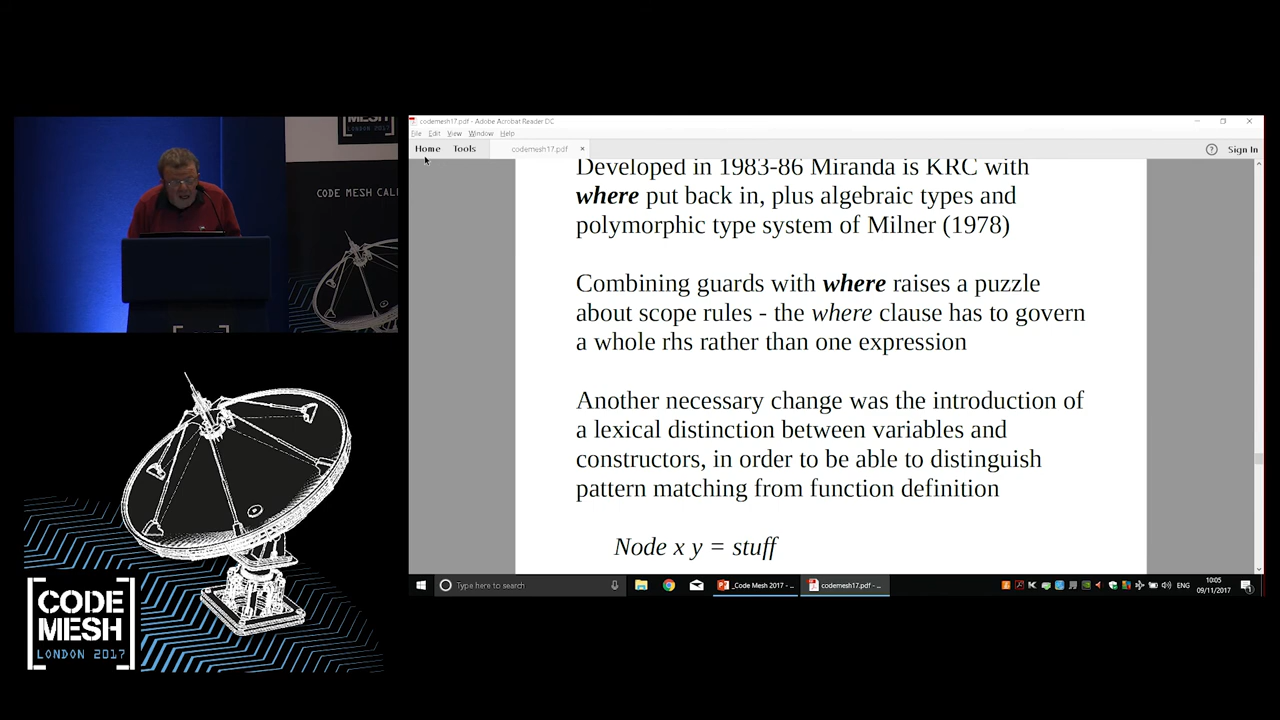 MESH
LONDON 2017
CODE MESH CALL
codemesh17.pdf - Adobe Acrobat Reader DC
File Edit View Window Help
Home Tools codemesh17.pdf × Sign In
Developed in 1983-86 Miranda is KRC with
where put back in, plus algebraic types and
polymorphic type system of Milner (1978)
Combining guards with where raises a puzzle
about scope rules - the where clause has to govern
a whole rhs rather than one expression
Another necessary change was the introduction of
a lexical distinction between variables and
constructors, in order to be able to distinguish
pattern matching from function definition
Node x y = stuff
Type here to search
_Code Mesh 2017 - ...
codemesh17.pdf - ...
ENG
10:05
09/11/2017
CODE
MESH
LONDON 2017